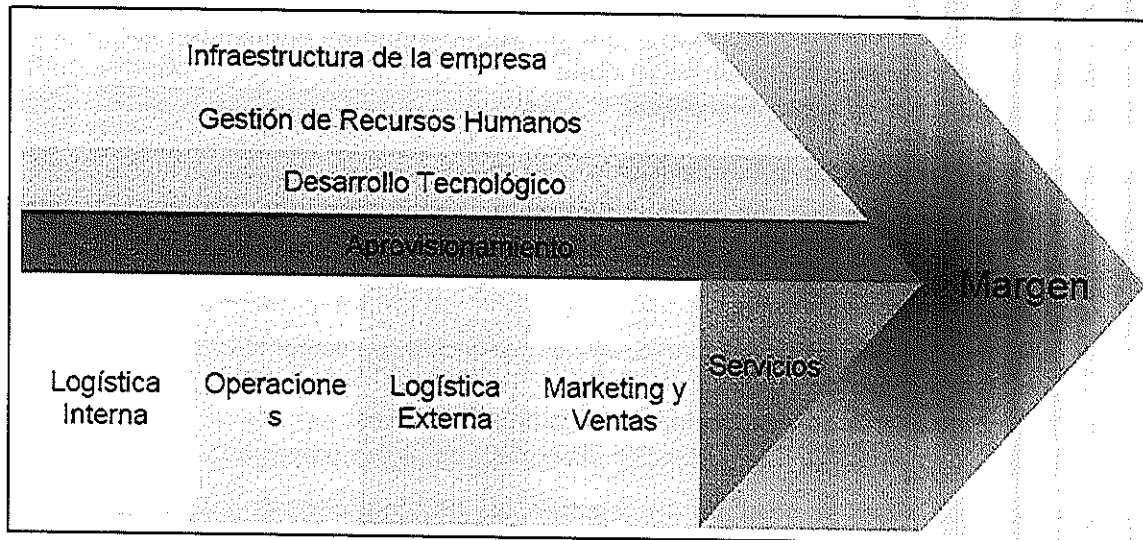 Infraestructura de la empresa
Gestión de Recursos Humanos
Desarrollo Tecnológico
Aprovisionamiento
Margen
Servicios
Logística
Interna
Operacione
s
Logística
Externa
Marketing y
Ventas